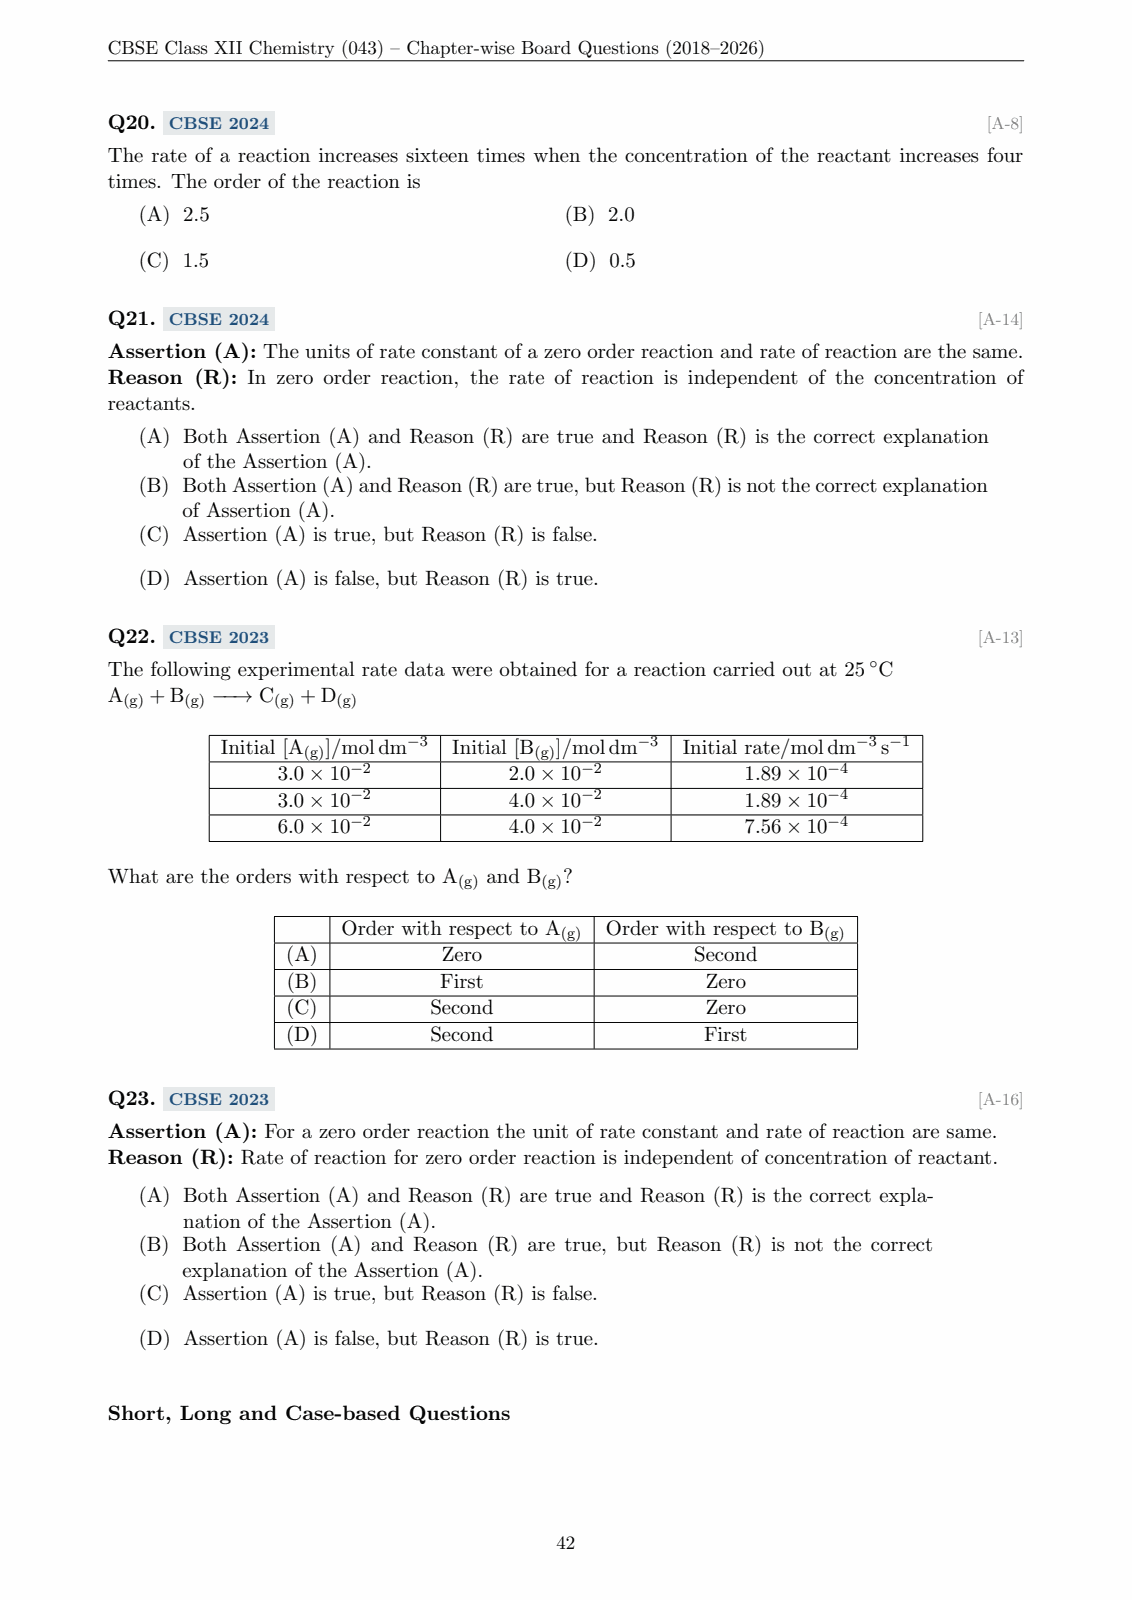 CBSE Class XII Chemistry (043) – Chapter-wise Board Questions (2018–2026)
Q20. CBSE 2024 [A-8]
The rate of a reaction increases sixteen times when the concentration of the reactant increases four
times. The order of the reaction is
(A) 2.5 (B) 2.0
(C) 1.5 (D) 0.5
Q21. CBSE 2024 [A-14]
Assertion (A): The units of rate constant of a zero order reaction and rate of reaction are the same.
Reason (R): In zero order reaction, the rate of reaction is independent of the concentration of
reactants.
(A) Both Assertion (A) and Reason (R) are true and Reason (R) is the correct explanation
of the Assertion (A).
(B) Both Assertion (A) and Reason (R) are true, but Reason (R) is not the correct explanation
of Assertion (A).
(C) Assertion (A) is true, but Reason (R) is false.
(D) Assertion (A) is false, but Reason (R) is true.
Q22. CBSE 2023 [A-13]
The following experimental rate data were obtained for a reaction carried out at 25 °C
A(g) + B(g) ⟶ C(g) + D(g)
Initial [A(g)]/mol dm⁻³ Initial [B(g)]/mol dm⁻³ Initial rate/mol dm⁻³ s⁻¹
3.0 × 10⁻² 2.0 × 10⁻² 1.89 × 10⁻⁴
3.0 × 10⁻² 4.0 × 10⁻² 1.89 × 10⁻⁴
6.0 × 10⁻² 4.0 × 10⁻² 7.56 × 10⁻⁴
What are the orders with respect to A(g) and B(g)?
Order with respect to A(g) Order with respect to B(g)
(A) Zero Second
(B) First Zero
(C) Second Zero
(D) Second First
Q23. CBSE 2023 [A-16]
Assertion (A): For a zero order reaction the unit of rate constant and rate of reaction are same.
Reason (R): Rate of reaction for zero order reaction is independent of concentration of reactant.
(A) Both Assertion (A) and Reason (R) are true and Reason (R) is the correct expla-
nation of the Assertion (A).
(B) Both Assertion (A) and Reason (R) are true, but Reason (R) is not the correct
explanation of the Assertion (A).
(C) Assertion (A) is true, but Reason (R) is false.
(D) Assertion (A) is false, but Reason (R) is true.
Short, Long and Case-based Questions
42